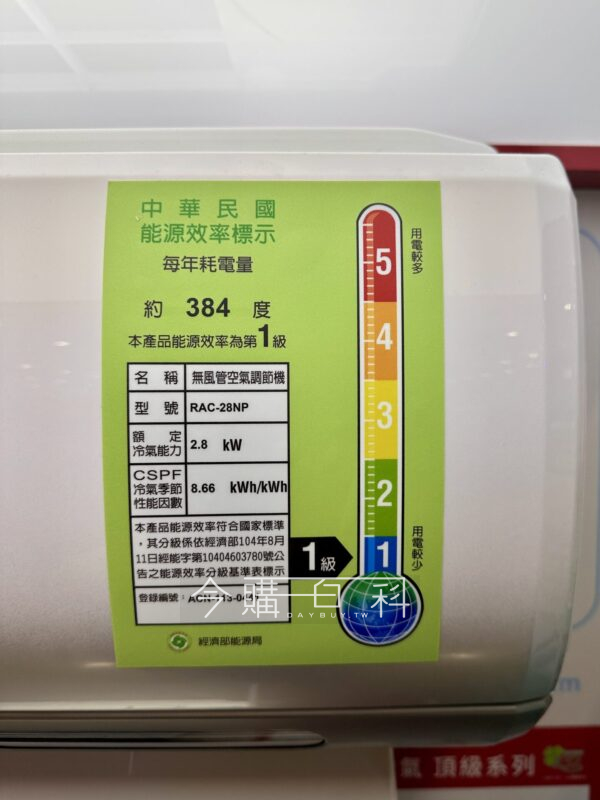 中華民國
能源效率標示
每年耗電量
約 384 度
本產品能源效率為第1級
名 稱 無風管空氣調節機
型 號 RAC-28NP
額 定
冷氣能力 2.8 kW
CSPF
冷氣季節
性能因數 8.66 kWh/kWh
本產品能源效率符合國家標準
，其分級係依經濟部104年8月
11日經能字第10404603780號公
告之能源效率分級基準表標示
登錄編號：
經濟部能源局
用電較多
5
4
3
2
1
用電較少
1級
今購百科
DAYBUY.TW
氣 頂級系列